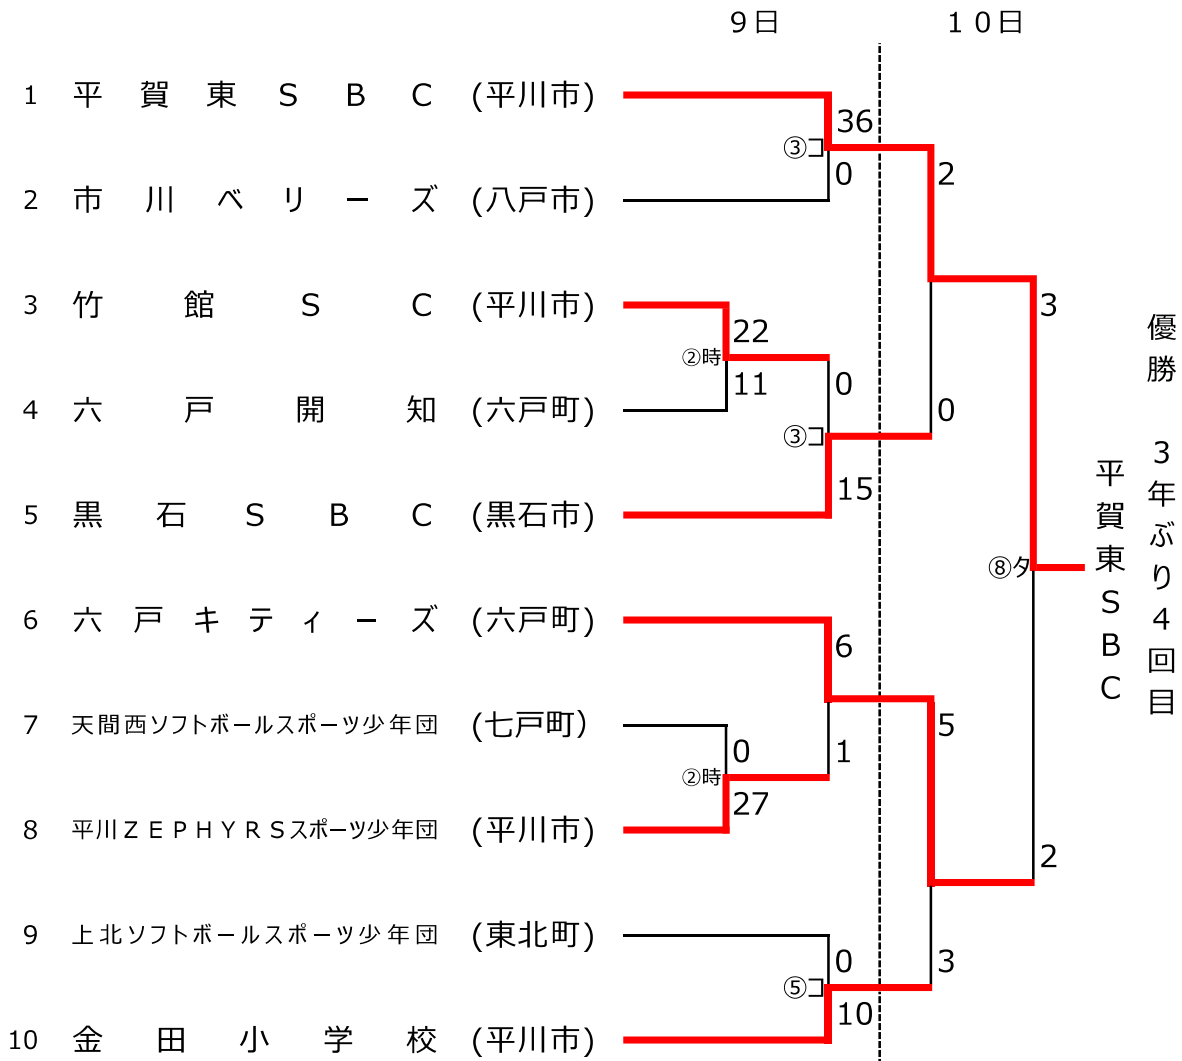 9日 10日
1 平賀東SBC (平川市)
36
③コ
0
2
2 市川ベリーズ (八戸市)
3 竹館SC (平川市)
22
②時
11
3
0
4 六戸開知 (六戸町)
0
③コ
15
5 黒石SBC (黒石市)
⑧タ
6 六戸キティーズ (六戸町)
6
7 天間西ソフトボールスポーツ少年団 (七戸町)
0
②時
27
1
5
8 平川ZEPHYRSスポーツ少年団 (平川市)
2
9 上北ソフトボールスポーツ少年団 (東北町)
0
⑤コ
10
3
10 金田小学校 (平川市)
優勝 3年ぶり4回目
平賀東SBC